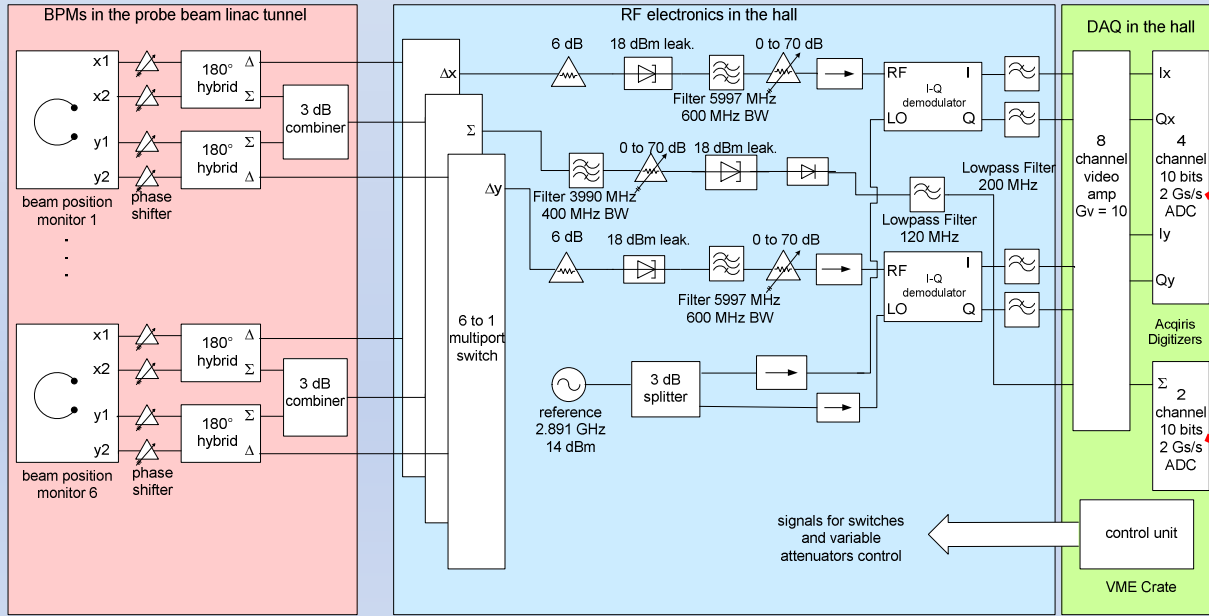 BPMs in the probe beam linac tunnel
x1
x2
y1
y2
beam position
monitor 1
phase
shifter
180°
hybrid
Δ
Σ
180°
hybrid
Σ
Δ
3 dB
combiner
.
.
.
x1
x2
y1
y2
beam position
monitor 6
phase
shifter
180°
hybrid
Δ
Σ
180°
hybrid
Σ
Δ
3 dB
combiner
RF electronics in the hall
Δx
Σ
Δy
6 to 1
multiport
switch
6 dB
18 dBm leak.
Filter 5997 MHz
600 MHz BW
0 to 70 dB
RF
I
I-Q
demodulator
LO
Q
Filter 3990 MHz
400 MHz BW
0 to 70 dB
18 dBm leak.
Lowpass Filter
120 MHz
Lowpass Filter
200 MHz
6 dB
18 dBm leak.
Filter 5997 MHz
600 MHz BW
0 to 70 dB
RF
I
I-Q
demodulator
LO
Q
reference
2.891 GHz
14 dBm
3 dB
splitter
signals for switches
and variable
attenuators control
DAQ in the hall
8
channel
video
amp
Gv = 10
Ix
Qx
4
channel
10 bits
2 Gs/s
ADC
Iy
Qy
Acqiris
Digitizers
Σ
2
channel
10 bits
2 Gs/s
ADC
control unit
VME Crate